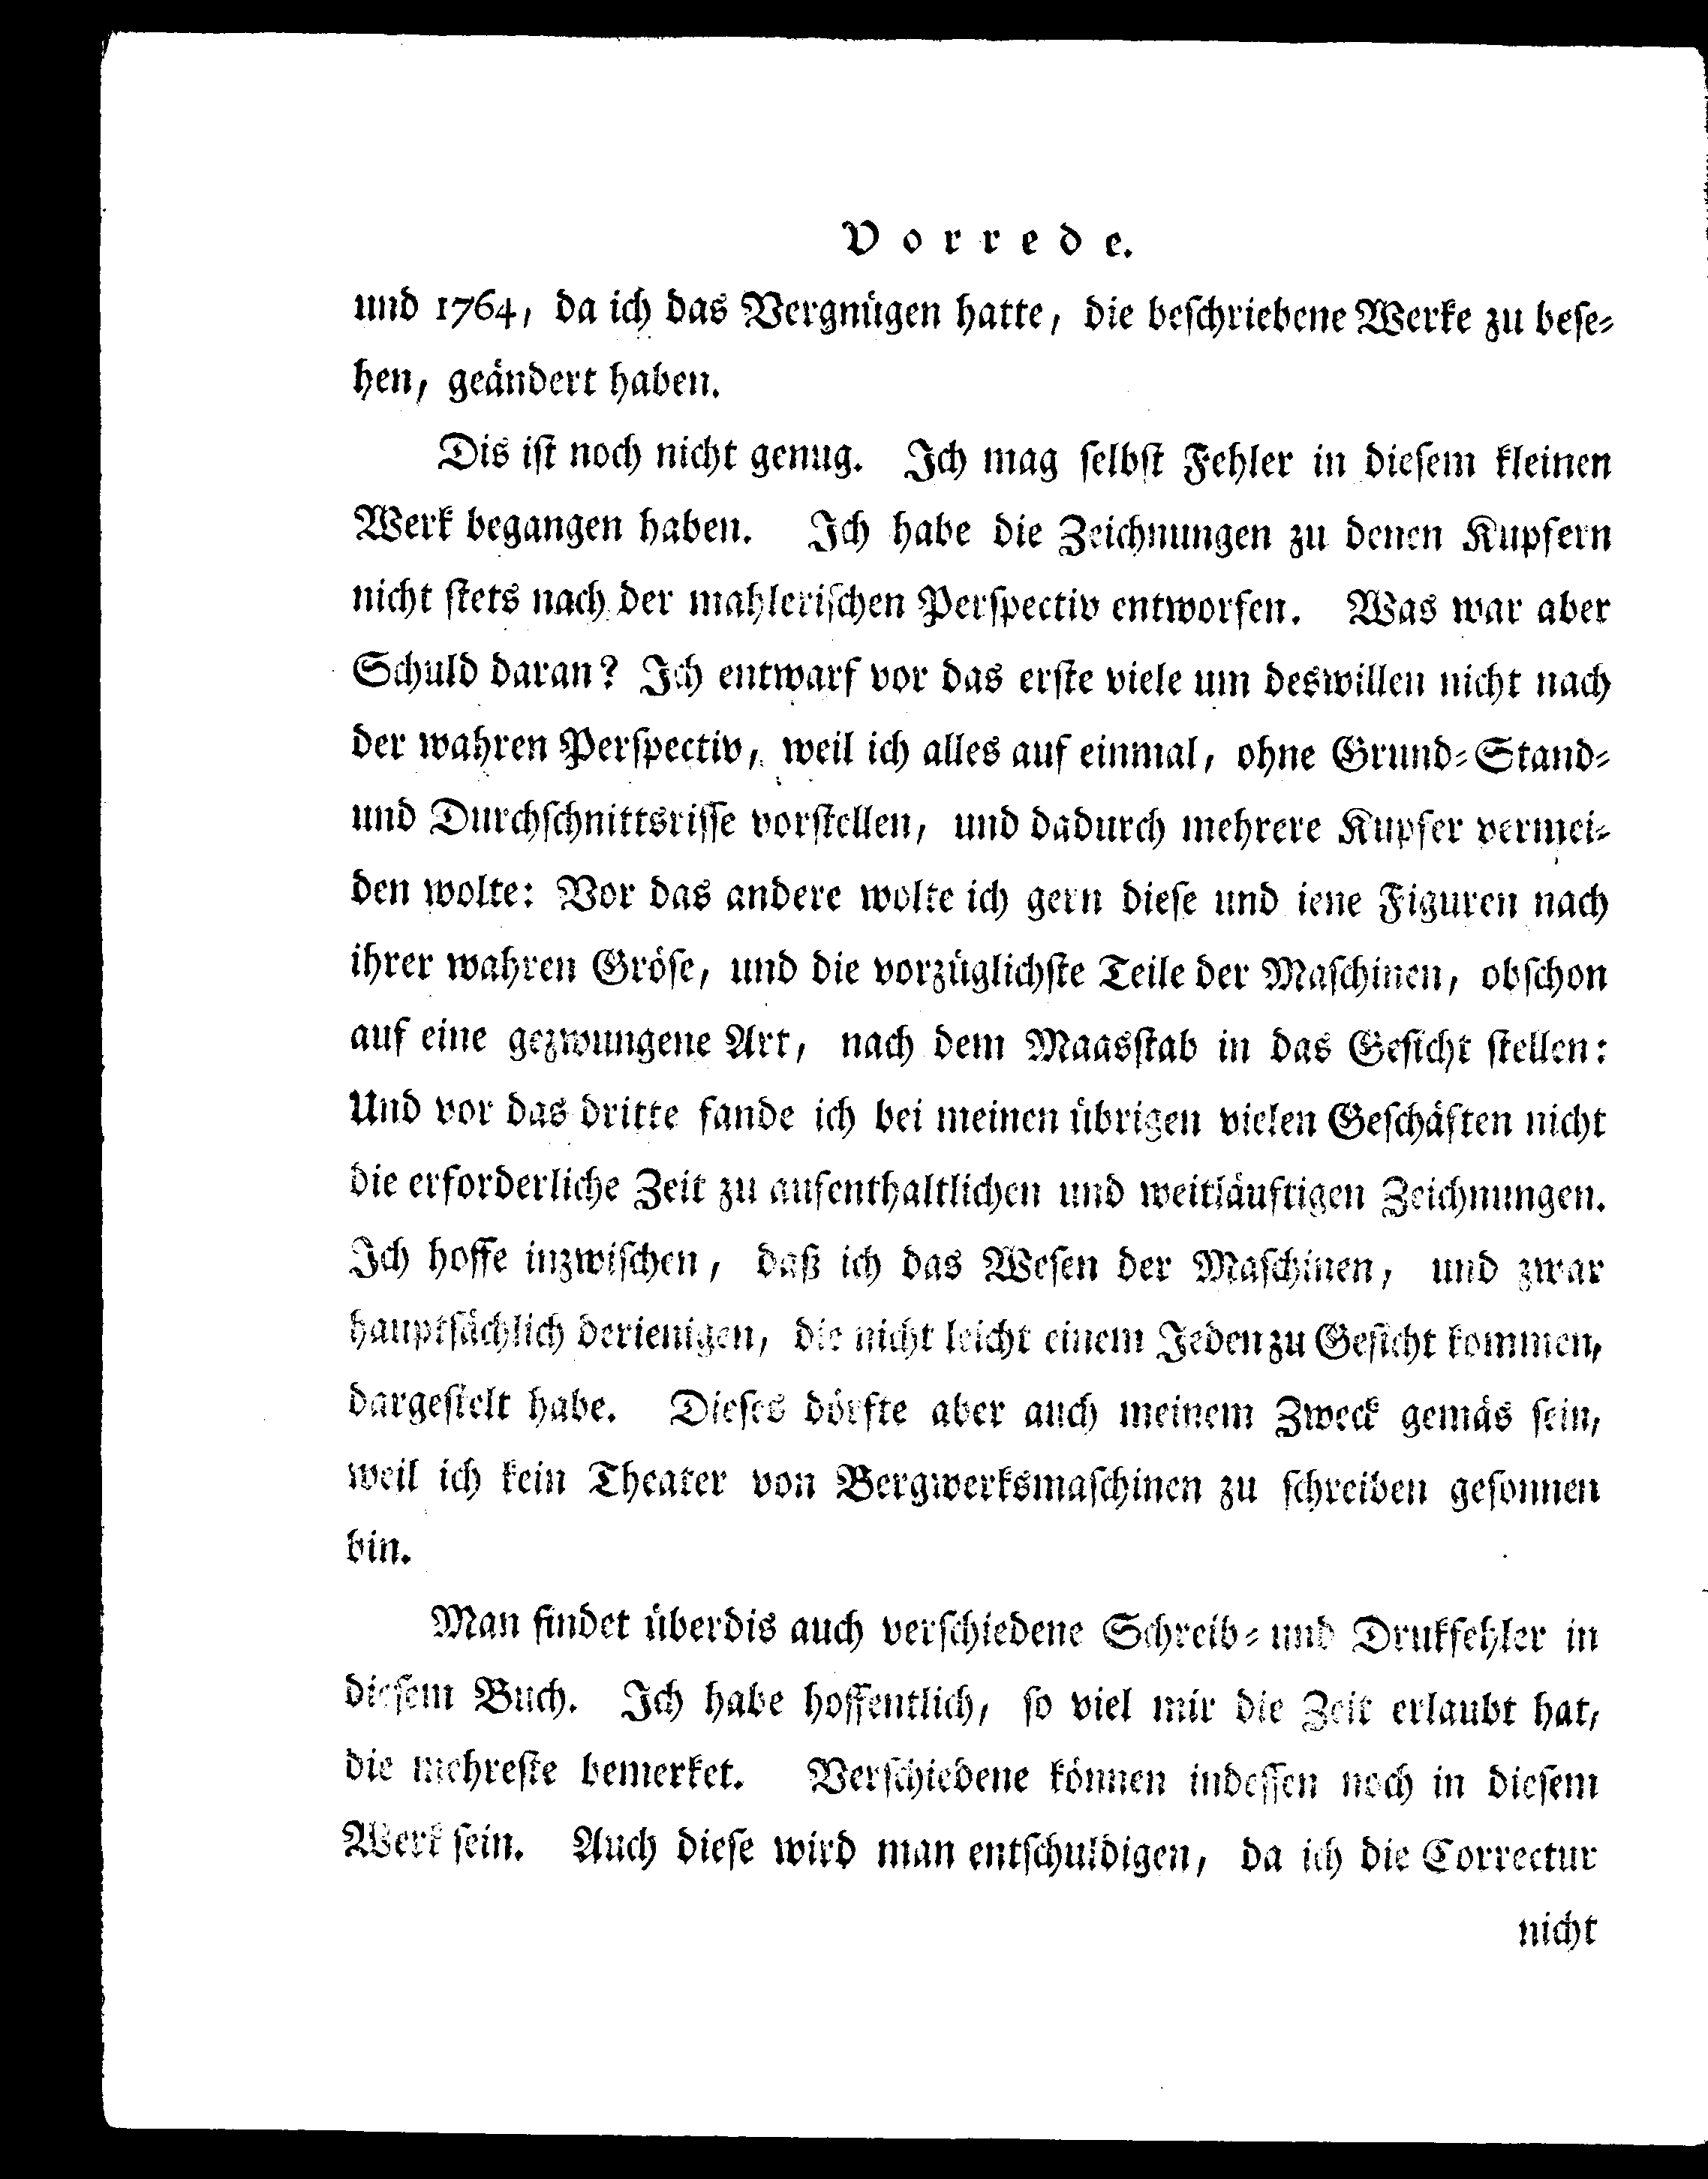 Vorrede.
und 1764, da ich das Vergnügen hatte, die beſchriebene Werke zu beſe⸗
hen, geändert haben.
Dis iſt noch nicht genug. Ich mag ſelbſt Fehler in dieſem kleinen
Werk begangen haben. Ich habe die Zeichnungen zu denen Kupfern
nicht ſtets nach der mahleriſchen Perſpectiv entworfen. Was war aber
Schuld daran? Ich entwarf vor das erſte viele um deswillen nicht nach
der wahren Perſpectiv, weil ich alles auf einmal, ohne Grund⸗Stand⸗
und Durchſchnittsriſſe vorſtellen, und dadurch mehrere Kupfer vermei⸗
den wolte: Vor das andere wolte ich gern dieſe und iene Figuren nach
ihrer wahren Gröſe, und die vorzüglichſte Teile der Maſchinen, obſchon
auf eine gezwungene Art, nach dem Maasſtab in das Geſicht ſtellen:
Und vor das dritte fande ich bei meinen übrigen vielen Geſchäften nicht
die erforderliche Zeit zu aufenthaltlichen und weitläuftigen Zeichnungen.
Ich hoffe inzwiſchen, daß ich das Weſen der Maſchinen, und zwar
hauptſächlich derienigen, die nicht leicht einem Jeden zu Geſicht kommen,
dargeſtelt habe. Dieſes dörfte aber auch meinem Zweck gemäs ſein,
weil ich kein Theater von Bergwerksmaſchinen zu ſchreiben geſonnen
bin.
Man findet überdis auch verſchiedene Schreib⸗ und Drukfehler in
dieſem Buch. Ich habe hoffentlich, ſo viel mir die Zeit erlaubt hat,
die mehreſte bemerket. Verſchiedene können indeſſen noch in dieſem
Werk ſein. Auch dieſe wird man entſchuldigen, da ich die Correctur
nicht